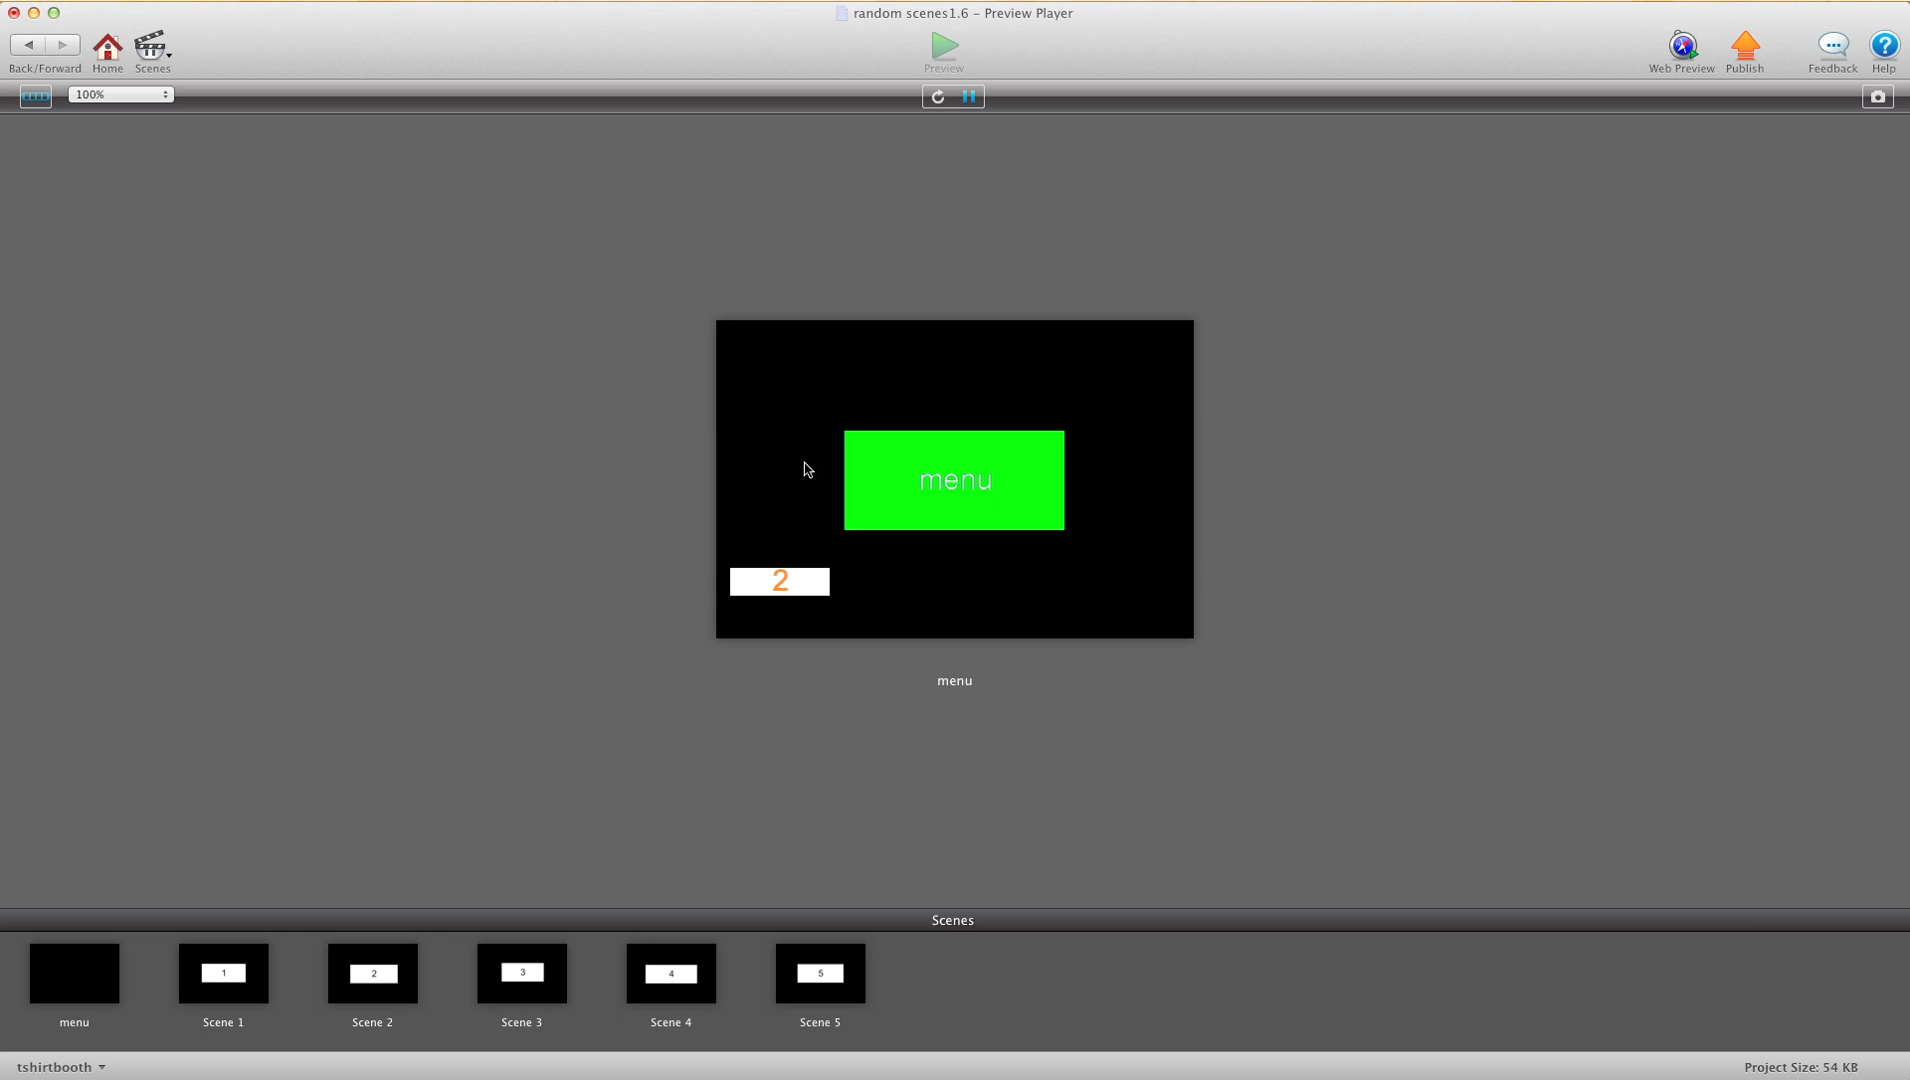 random scenes1.6 – Preview Player
Back/Forward Home Scenes Preview Web Preview Publish Feedback Help
100%
menu
2
menu
Scenes
1 2 3 4 5
menu Scene 1 Scene 2 Scene 3 Scene 4 Scene 5
tshirtbooth Project Size: 54 KB